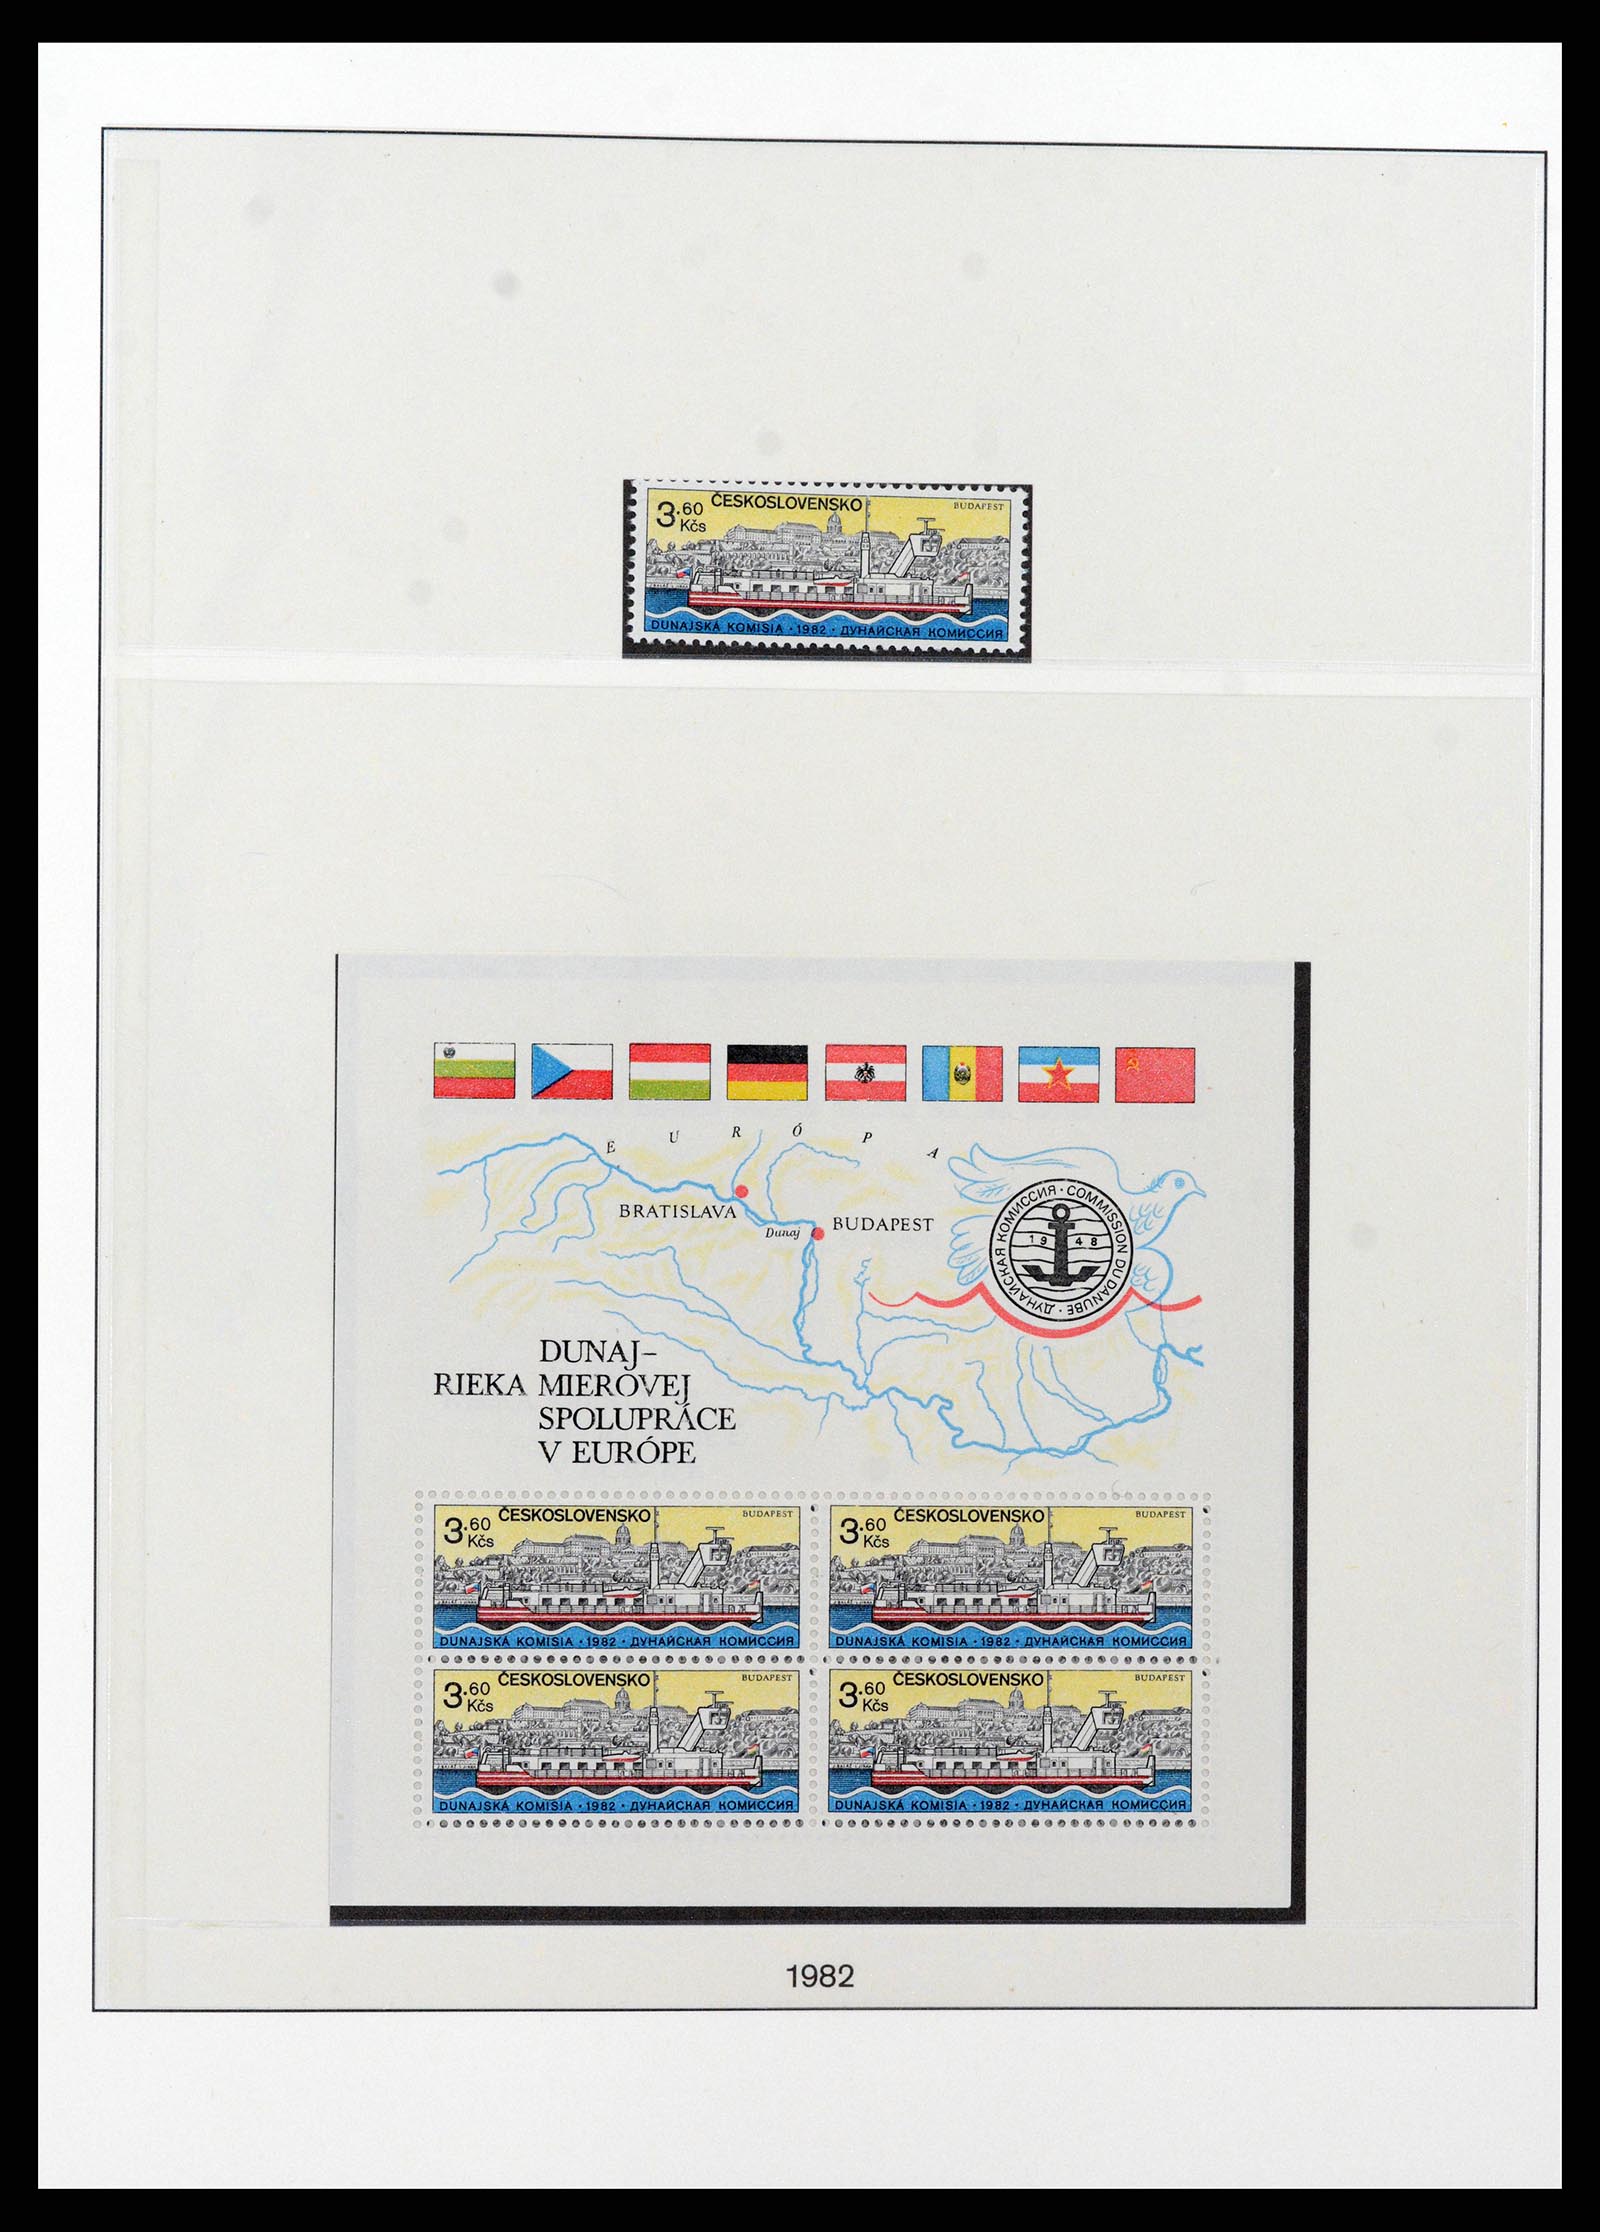 3·60 Kčs
ČESKOSLOVENSKO
BUDAPEST
DUNAJSKÁ KOMISIA · 1982 · ДУНАЙСКАЯ КОМИССИЯ
EURÓPA
BRATISLAVA
Dunaj
BUDAPEST
ДУНАЙСКАЯ КОМИССИЯ · COMMISSION DU DANUBE ·
1948
DUNAJ–
RIEKA MIEROVEJ
SPOLUPRÁCE
V EURÓPE
3·60 Kčs
ČESKOSLOVENSKO
BUDAPEST
DUNAJSKÁ KOMISIA · 1982 · ДУНАЙСКАЯ КОМИССИЯ
3·60 Kčs
ČESKOSLOVENSKO
BUDAPEST
DUNAJSKÁ KOMISIA · 1982 · ДУНАЙСКАЯ КОМИССИЯ
3·60 Kčs
ČESKOSLOVENSKO
BUDAPEST
DUNAJSKÁ KOMISIA · 1982 · ДУНАЙСКАЯ КОМИССИЯ
3·60 Kčs
ČESKOSLOVENSKO
BUDAPEST
DUNAJSKÁ KOMISIA · 1982 · ДУНАЙСКАЯ КОМИССИЯ
1982